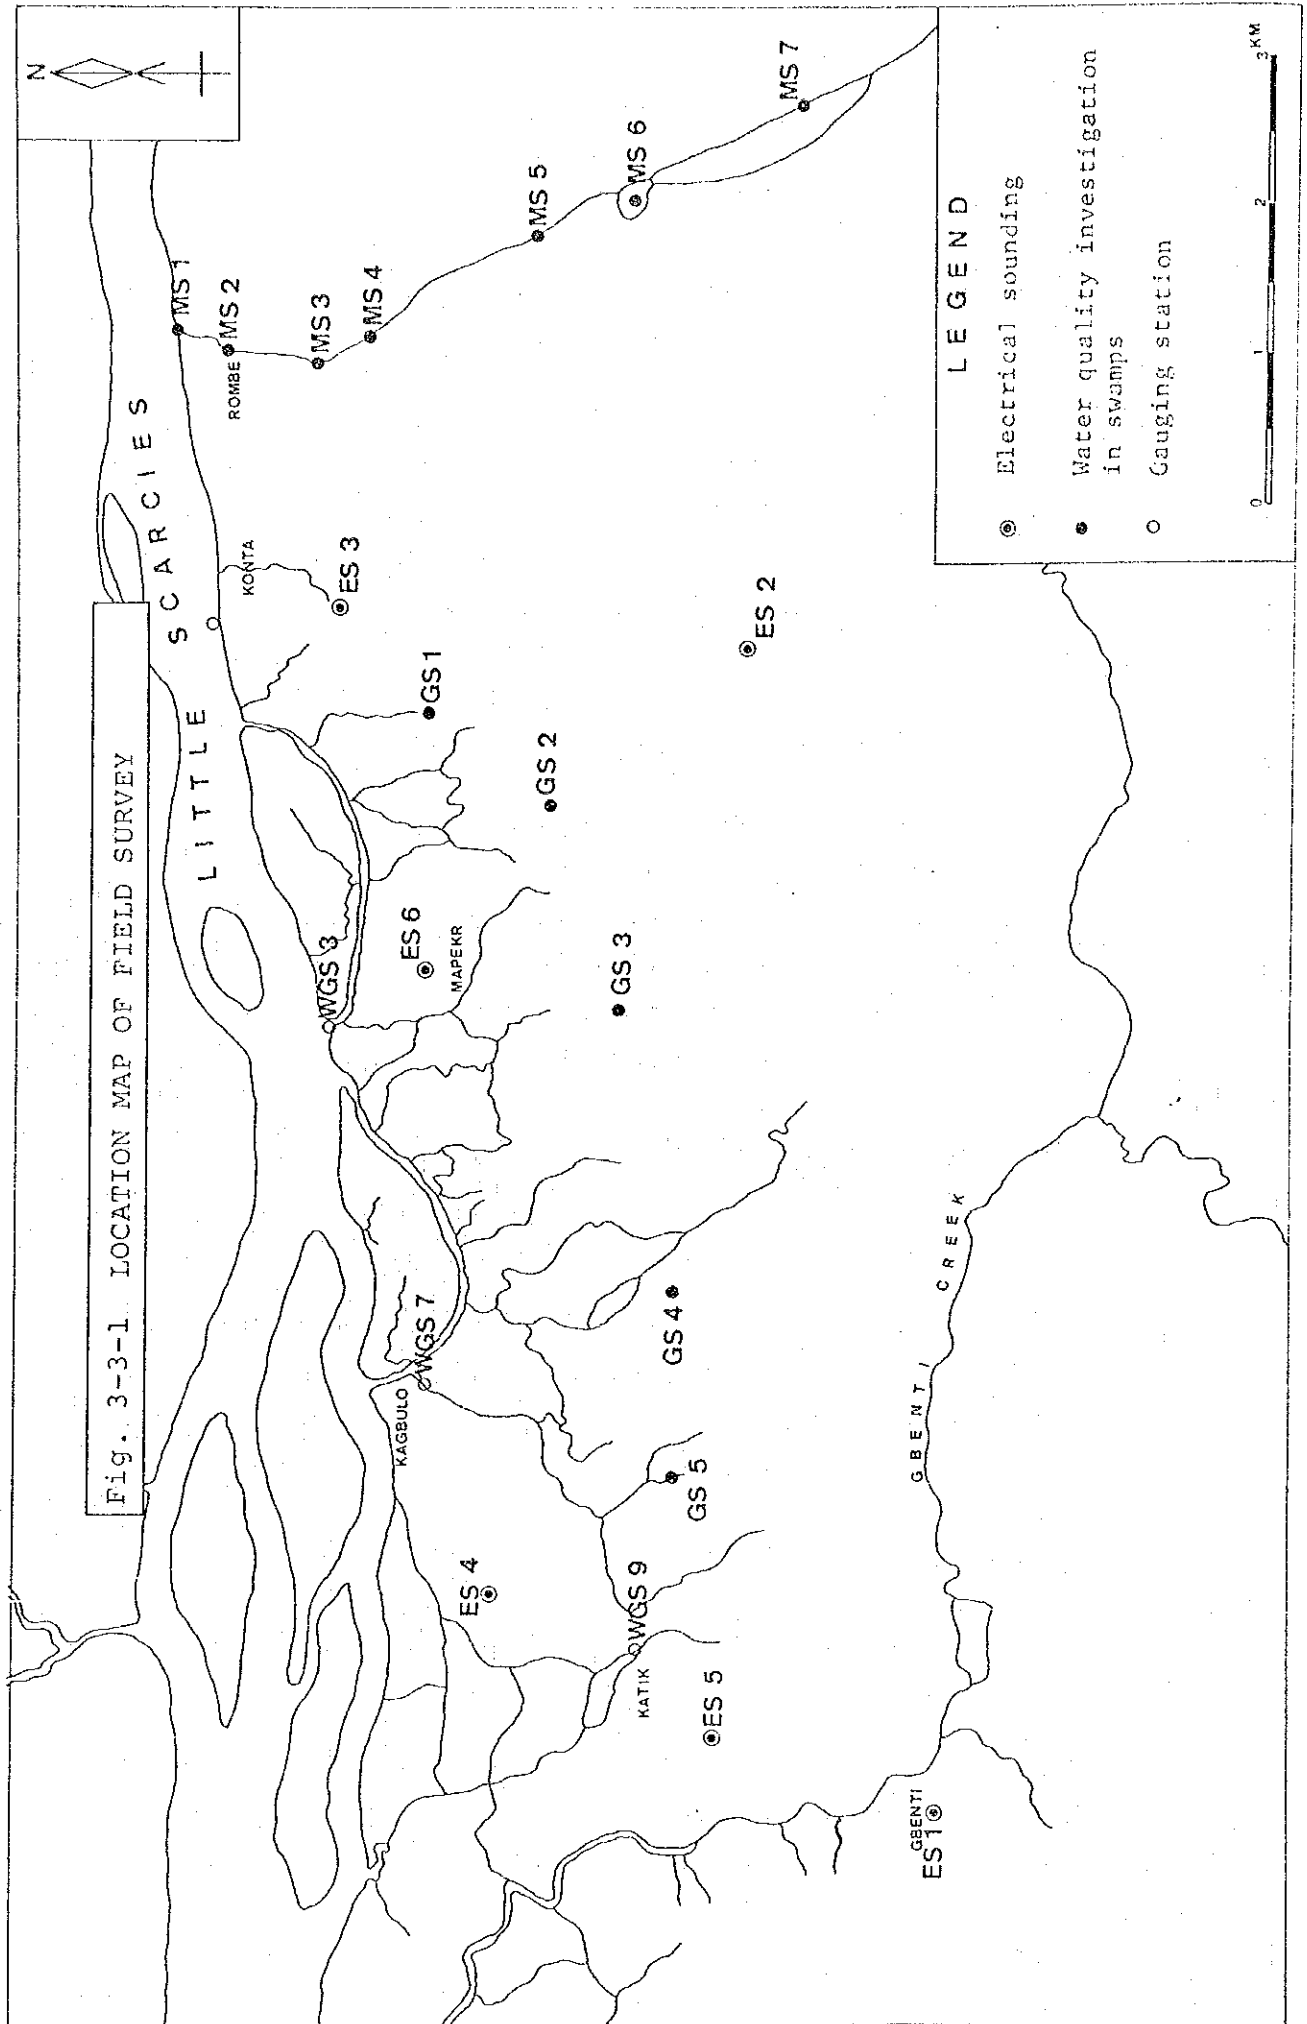 Fig. 3-3-1 LOCATION MAP OF FIELD SURVEY
N
LITTLE SCARCIES
MS 1
MS 2
ROMBE
MS 3
MS 4
MS 5
MS 6
MS 7
KONTA
ES 3
ES 2
GS 1
GS 2
WGS 3
ES 6
MAPEKR
GS 3
WGS 7
KAGBULO
GS 4
GS 5
ES 4
WGS 9
KATIK
ES 5
GBENTI CREEK
GBENTI
ES 1
LEGEND
Electrical sounding
Water quality investigation
in swamps
Gauging station
0 1 2 3 KM